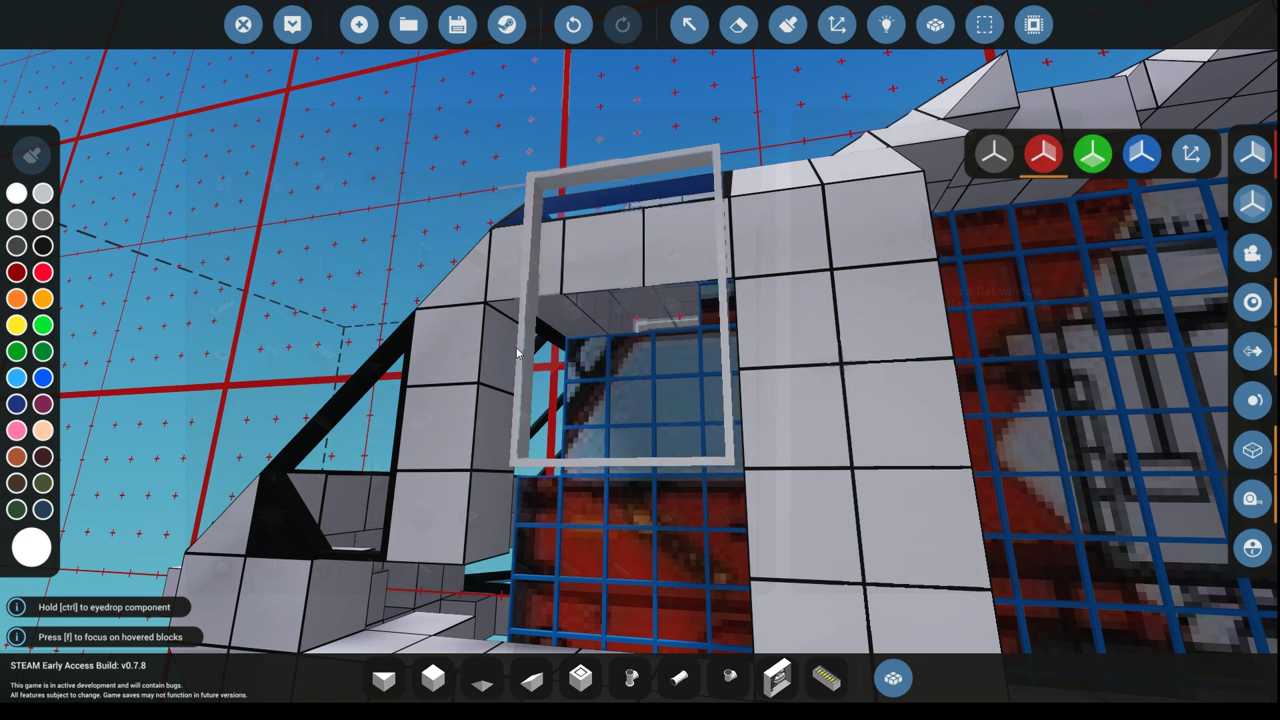 Hold [ctrl] to eyedrop component
Press [f] to focus on hovered blocks
STEAM Early Access Build: v0.7.8
This game is in active development and will contain bugs.
All features subject to change. Game saves may not function in future versions.